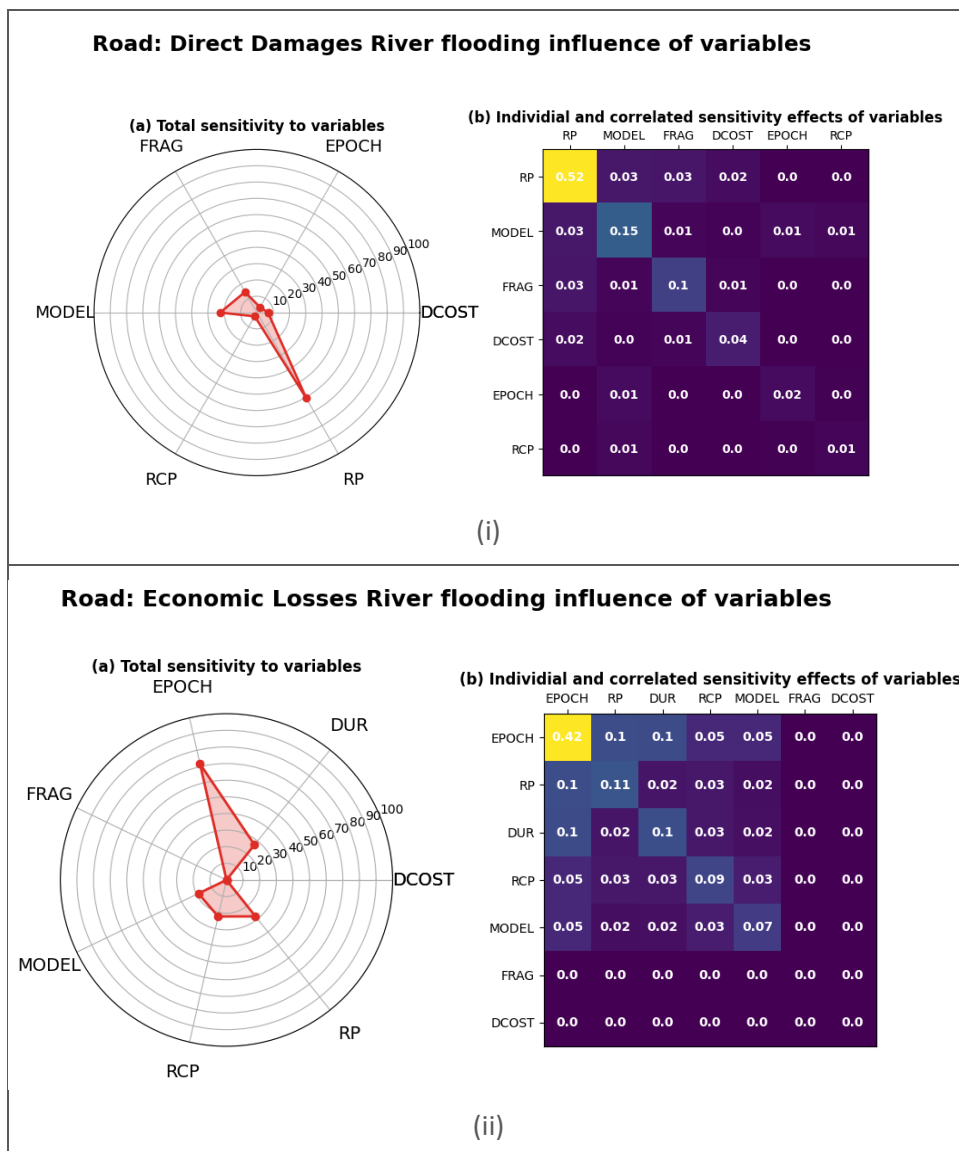 Road: Direct Damages River flooding influence of variables
(a) Total sensitivity to variables
FRAG
EPOCH
MODEL
DCOST
RCP
RP
10 20 30 40 50 60 70 80 90 100
(b) Individial and correlated sensitivity effects of variables
RP MODEL FRAG DCOST EPOCH RCP
RP 0.52 0.03 0.03 0.02 0.0 0.0
MODEL 0.03 0.15 0.01 0.0 0.01 0.01
FRAG 0.03 0.01 0.1 0.01 0.0 0.0
DCOST 0.02 0.0 0.01 0.04 0.0 0.0
EPOCH 0.0 0.01 0.0 0.0 0.02 0.0
RCP 0.0 0.01 0.0 0.0 0.0 0.01
(i)
Road: Economic Losses River flooding influence of variables
(a) Total sensitivity to variables
EPOCH
DUR
FRAG
DCOST
MODEL
RP
RCP
10 20 30 40 50 60 70 80 90 100
(b) Individial and correlated sensitivity effects of variables
EPOCH RP DUR RCP MODEL FRAG DCOST
EPOCH 0.42 0.1 0.1 0.05 0.05 0.0 0.0
RP 0.1 0.11 0.02 0.03 0.02 0.0 0.0
DUR 0.1 0.02 0.1 0.03 0.02 0.0 0.0
RCP 0.05 0.03 0.03 0.09 0.03 0.0 0.0
MODEL 0.05 0.02 0.02 0.03 0.07 0.0 0.0
FRAG 0.0 0.0 0.0 0.0 0.0 0.0 0.0
DCOST 0.0 0.0 0.0 0.0 0.0 0.0 0.0
(ii)